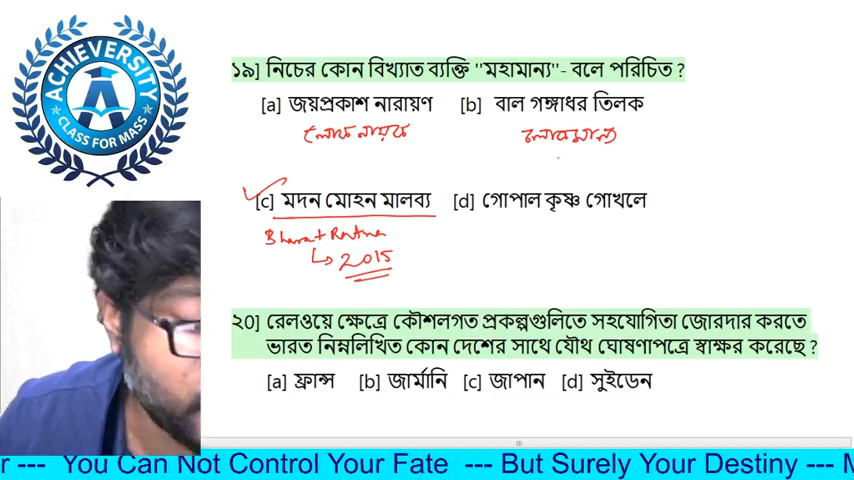 ACHIEVERSITY
CLASS FOR MASS
১৯] নিচের কোন বিখ্যাত ব্যক্তি "মহামান্য"- বলে পরিচিত ?
[a] জয়প্রকাশ নারায়ণ [b] বাল গঙ্গাধর তিলক
লোকনায়ক লোকমান্য
[c] মদন মোহন মালব্য [d] গোপাল কৃষ্ণ গোখলে
Bharat Ratna
2015
২০] রেলওয়ে ক্ষেত্রে কৌশলগত প্রকল্পগুলিতে সহযোগিতা জোরদার করতে
ভারত নিম্নলিখিত কোন দেশের সাথে যৌথ ঘোষণাপত্রে স্বাক্ষর করেছে ?
[a] ফ্রান্স [b] জার্মানি [c] জাপান [d] সুইডেন
r --- You Can Not Control Your Fate --- But Surely Your Destiny --- M